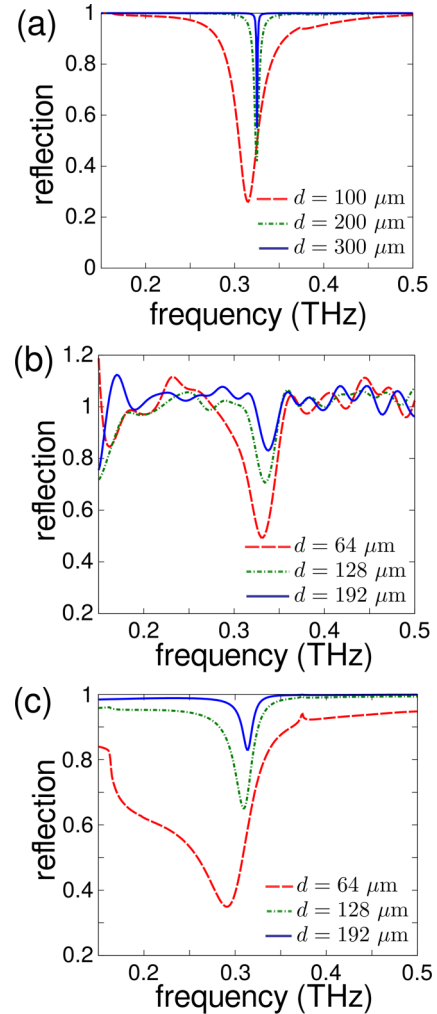 (a)
1
0.8
0.6
0.4
0.2
0
reflection
d = 100 μm
d = 200 μm
d = 300 μm
0.2 0.3 0.4 0.5
frequency (THz)
(b)
1.2
1
0.8
0.6
0.4
0.2
reflection
d = 64 μm
d = 128 μm
d = 192 μm
0.2 0.3 0.4 0.5
frequency (THz)
(c)
1
0.8
0.6
0.4
0.2
reflection
d = 64 μm
d = 128 μm
d = 192 μm
0.2 0.3 0.4 0.5
frequency (THz)